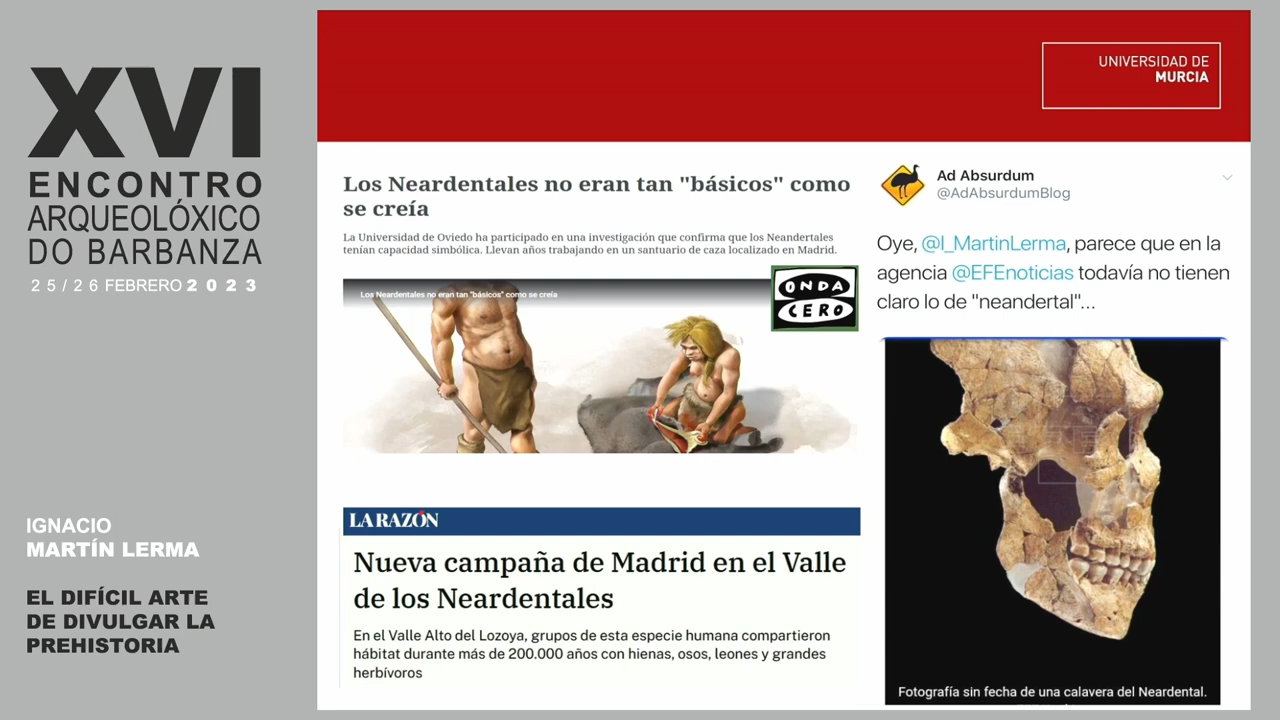 XVI
ENCONTRO
ARQUEOLÓXICO
DO BARBANZA
25/26 FEBRERO 2023
IGNACIO
MARTÍN LERMA
EL DIFÍCIL ARTE
DE DIVULGAR LA
PREHISTORIA
UNIVERSIDAD DE
MURCIA
Los Neardentales no eran tan "básicos" como
se creía
La Universidad de Oviedo ha participado en una investigación que confirma que los Neandertales
tenían capacidad simbólica. Llevan años trabajando en un santuario de caza localizado en Madrid.
Los Neardentales no eran tan "básicos" como se creía
ONDA
CERO
LA RAZÓN
Nueva campaña de Madrid en el Valle
de los Neardentales
En el Valle Alto del Lozoya, grupos de esta especie humana compartieron
hábitat durante más de 200.000 años con hienas, osos, leones y grandes
herbívoros
Ad Absurdum
@AdAbsurdumBlog
Oye, @I_MartinLerma, parece que en la
agencia @EFEnoticias todavía no tienen
claro lo de "neandertal"...
Fotografía sin fecha de una calavera del Neardental.